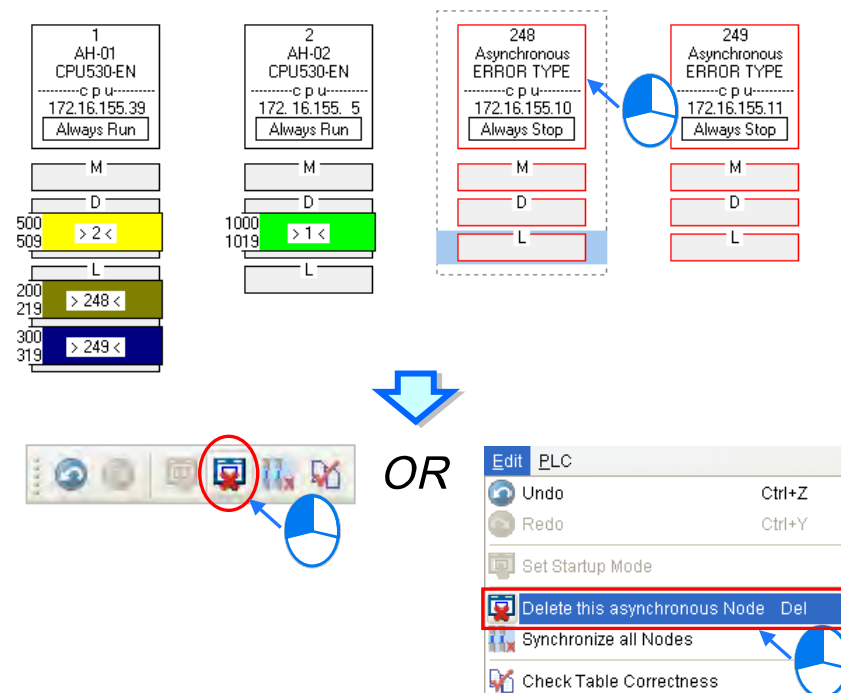 1
AH-01
CPU530-EN
--------c p u--------
172.16.155.39
Always Run
M
D
500
509
> 2 <
L
200
219
> 248 <
300
319
> 249 <
2
AH-02
CPU530-EN
--------c p u--------
172. 16.155. 5
Always Run
M
D
1000
1019
> 1 <
L
248
Asynchronous
ERROR TYPE
--------c p u--------
172.16.155.10
Always Stop
M
D
L
249
Asynchronous
ERROR TYPE
--------c p u--------
172.16.155.11
Always Stop
M
D
L
OR
Edit PLC
Undo Ctrl+Z
Redo Ctrl+Y
Set Startup Mode
Delete this asynchronous Node Del
Synchronize all Nodes
Check Table Correctness